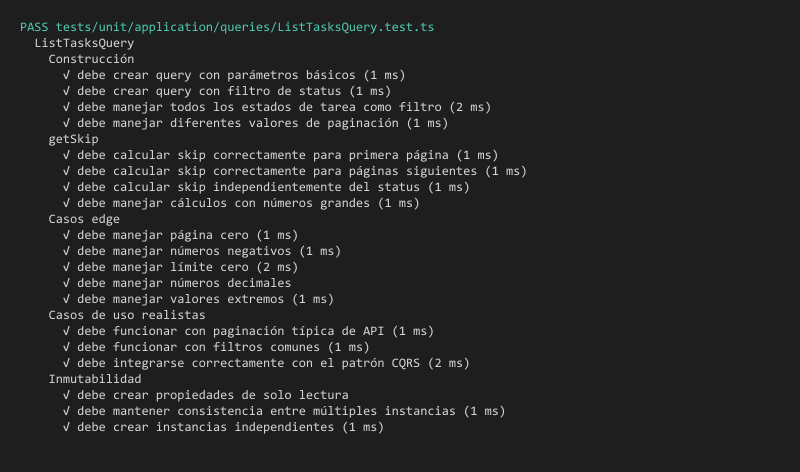 PASS tests/unit/application/queries/ListTasksQuery.test.ts
ListTasksQuery
Construcción
√ debe crear query con parámetros básicos (1 ms)
√ debe crear query con filtro de status (1 ms)
√ debe manejar todos los estados de tarea como filtro (2 ms)
√ debe manejar diferentes valores de paginación (1 ms)
getSkip
√ debe calcular skip correctamente para primera página (1 ms)
√ debe calcular skip correctamente para páginas siguientes (1 ms)
√ debe calcular skip independientemente del status (1 ms)
√ debe manejar cálculos con números grandes (1 ms)
Casos edge
√ debe manejar página cero (1 ms)
√ debe manejar números negativos (1 ms)
√ debe manejar límite cero (2 ms)
√ debe manejar números decimales
√ debe manejar valores extremos (1 ms)
Casos de uso realistas
√ debe funcionar con paginación típica de API (1 ms)
√ debe funcionar con filtros comunes (1 ms)
√ debe integrarse correctamente con el patrón CQRS (2 ms)
Inmutabilidad
√ debe crear propiedades de solo lectura
√ debe mantener consistencia entre múltiples instancias (1 ms)
√ debe crear instancias independientes (1 ms)